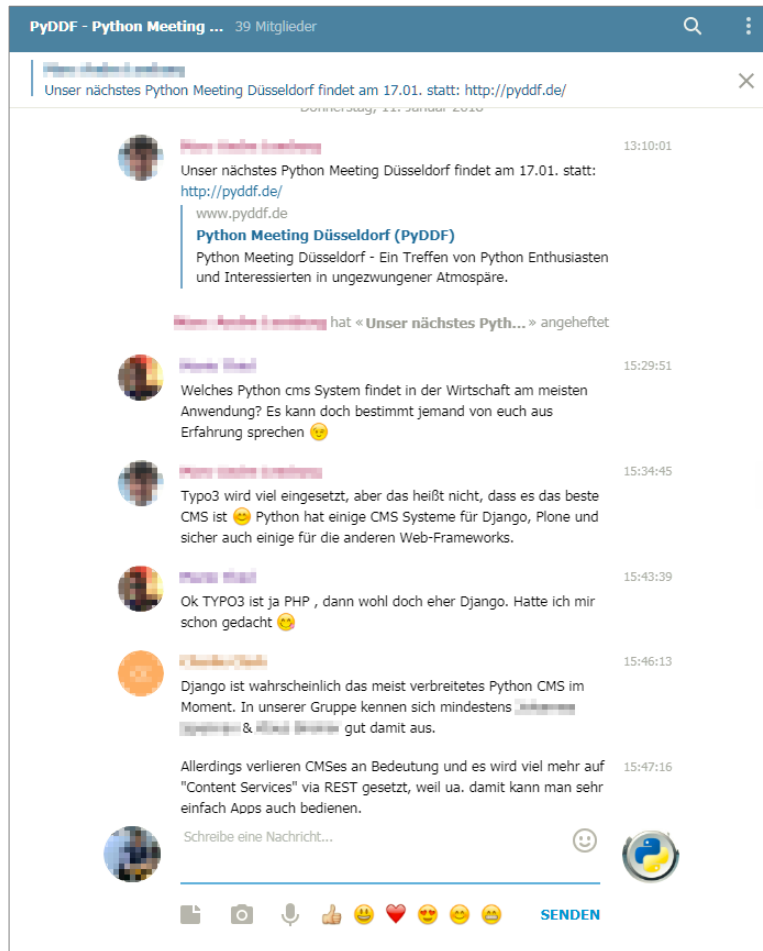 PyDDF - Python Meeting ... 39 Mitglieder
Unser nächstes Python Meeting Düsseldorf findet am 17.01. statt: http://pyddf.de/
Donnerstag, 11. Januar 2018
13:10:01
Unser nächstes Python Meeting Düsseldorf findet am 17.01. statt:
http://pyddf.de/
www.pyddf.de
Python Meeting Düsseldorf (PyDDF)
Python Meeting Düsseldorf - Ein Treffen von Python Enthusiasten
und Interessierten in ungezwungener Atmospäre.
hat «Unser nächstes Pyth...» angeheftet
15:29:51
Welches Python cms System findet in der Wirtschaft am meisten
Anwendung? Es kann doch bestimmt jemand von euch aus
Erfahrung sprechen 😉
15:34:45
Typo3 wird viel eingesetzt, aber das heißt nicht, dass es das beste
CMS ist 😊 Python hat einige CMS Systeme für Django, Plone und
sicher auch einige für die anderen Web-Frameworks.
15:43:39
Ok TYPO3 ist ja PHP , dann wohl doch eher Django. Hatte ich mir
schon gedacht 😋
15:46:13
Django ist wahrscheinlich das meist verbreitetes Python CMS im
Moment. In unserer Gruppe kennen sich mindestens
& gut damit aus.
Allerdings verlieren CMSes an Bedeutung und es wird viel mehr auf 15:47:16
"Content Services" via REST gesetzt, weil ua. damit kann man sehr
einfach Apps auch bedienen.
Schreibe eine Nachricht...
SENDEN